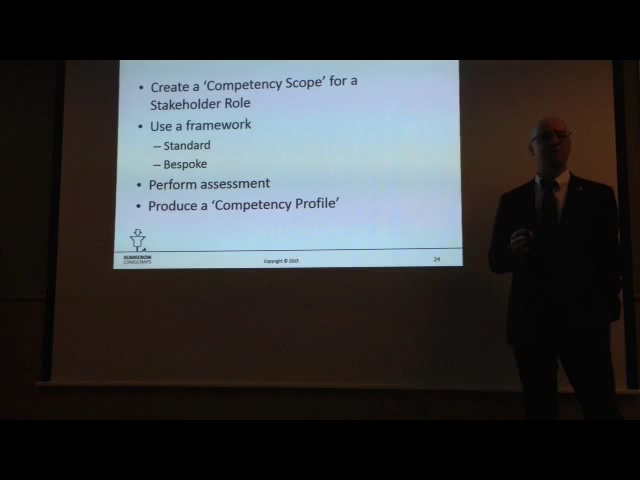 • Create a ‘Competency Scope’ for a
Stakeholder Role
• Use a framework
– Standard
– Bespoke
• Perform assessment
• Produce a ‘Competency Profile’
SCARECROW
CONSULTANTS
Copyright © 2015
24